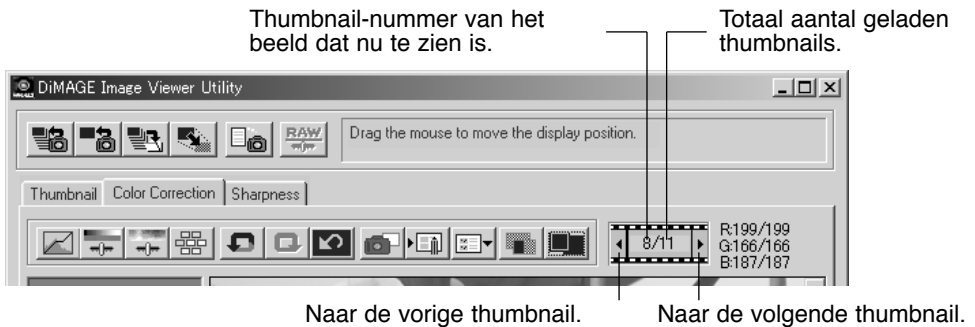 Thumbnail-nummer van het
beeld dat nu te zien is.
Totaal aantal geladen
thumbnails.
DiMAGE Image Viewer Utility
RAW
Drag the mouse to move the display position.
Thumbnail
Color Correction
Sharpness
8/11
R:199/199
G:166/166
B:187/187
Naar de vorige thumbnail.
Naar de volgende thumbnail.